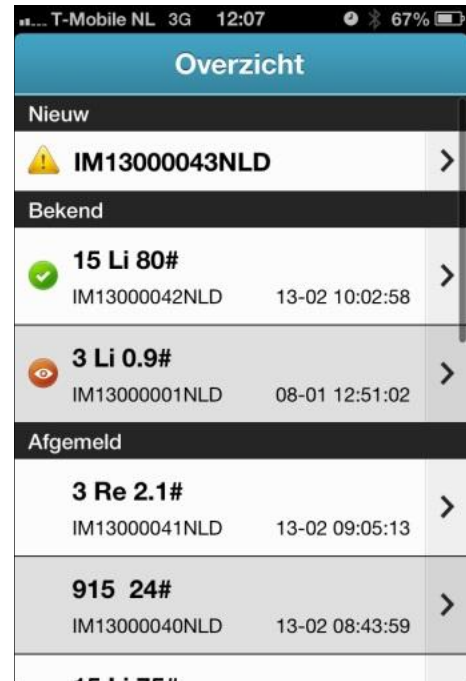 T-Mobile NL 3G 12:07 67%
Overzicht
Nieuw
IM13000043NLD
Bekend
15 Li 80#
IM13000042NLD 13-02 10:02:58
3 Li 0.9#
IM13000001NLD 08-01 12:51:02
Afgemeld
3 Re 2.1#
IM13000041NLD 13-02 09:05:13
915 24#
IM13000040NLD 13-02 08:43:59